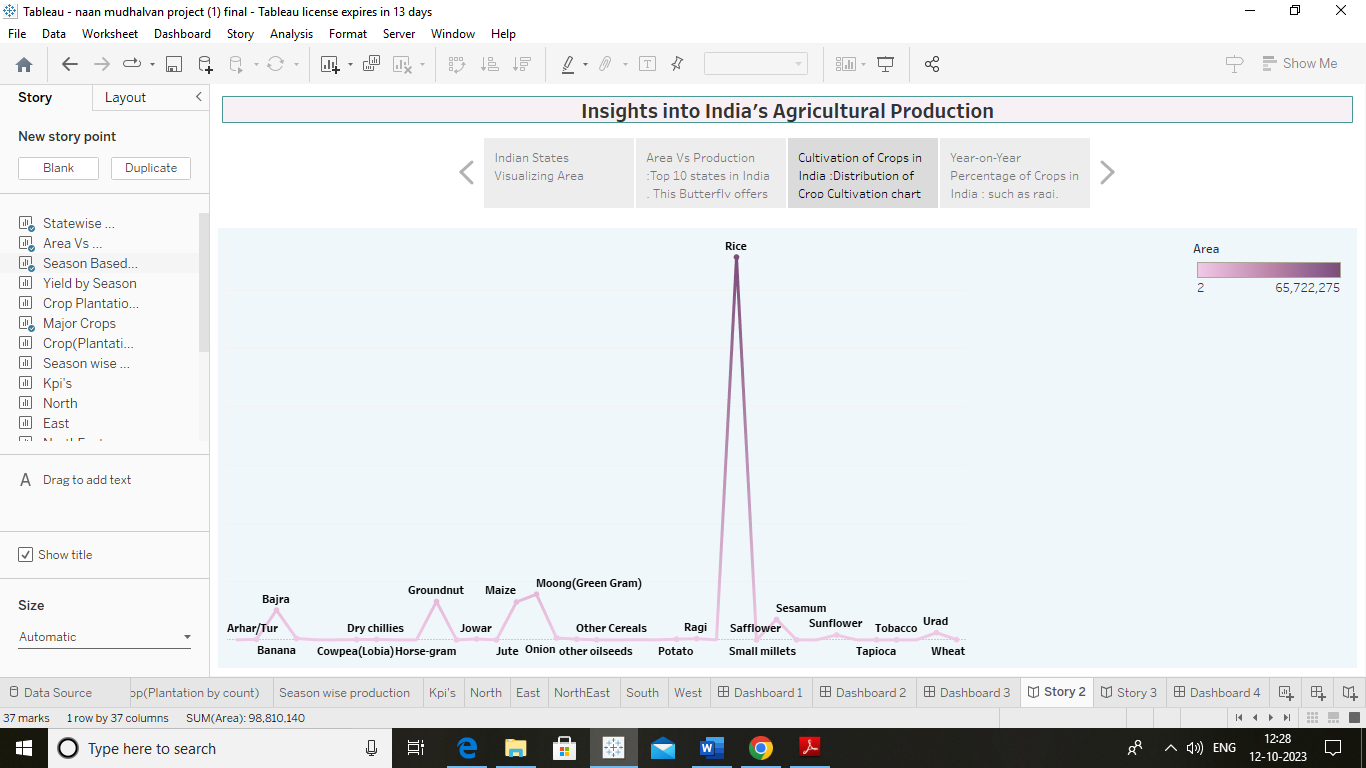 Tableau - naan mudhalvan project (1) final - Tableau license expires in 13 days
File Data Worksheet Dashboard Story Analysis Format Server Window Help
Show Me
Story Layout
New story point
Blank Duplicate
Statewise ...
Area Vs ...
Season Based...
Yield by Season
Crop Plantatio...
Major Crops
Crop(Plantati...
Season wise ...
Kpi's
North
East
A Drag to add text
Show title
Size
Automatic
Insights into India's Agricultural Production
Indian States
Visualizing Area
Area Vs Production
:Top 10 states in India
. This Butterfly offers
Cultivation of Crops in
India :Distribution of
Crop Cultivation chart
Year-on-Year
Percentage of Crops in
India : such as ragi,
Area
2 65,722,275
Rice
Moong(Green Gram)
Groundnut Maize
Bajra
Sesamum
Arhar/Tur Dry chillies Jowar Other Cereals Ragi Safflower Sunflower Tobacco Urad
Banana Cowpea(Lobia) Horse-gram Jute Onion other oilseeds Potato Small millets Tapioca Wheat
Data Source op(Plantation by count) Season wise production Kpi's North East NorthEast South West Dashboard 1 Dashboard 2 Dashboard 3 Story 2 Story 3 Dashboard 4
37 marks 1 row by 37 columns SUM(Area): 98,810,140
Type here to search
ENG
12:28
12-10-2023